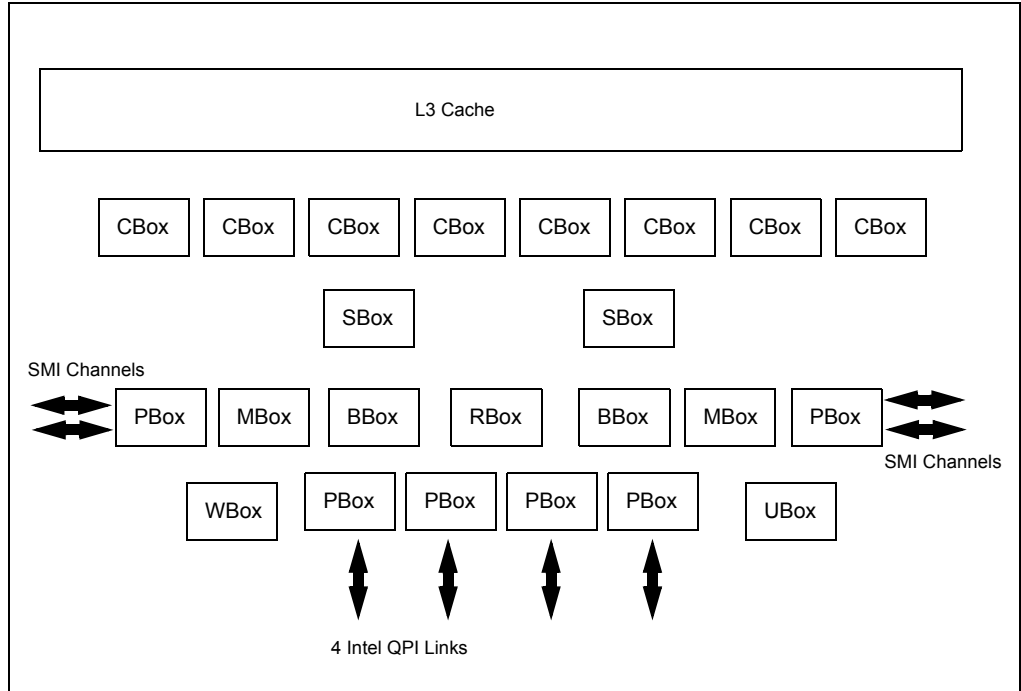 L3 Cache
CBox CBox CBox CBox CBox CBox CBox CBox
SBox SBox
SMI Channels
PBox MBox BBox RBox BBox MBox PBox
SMI Channels
WBox PBox PBox PBox PBox UBox
4 Intel QPI Links